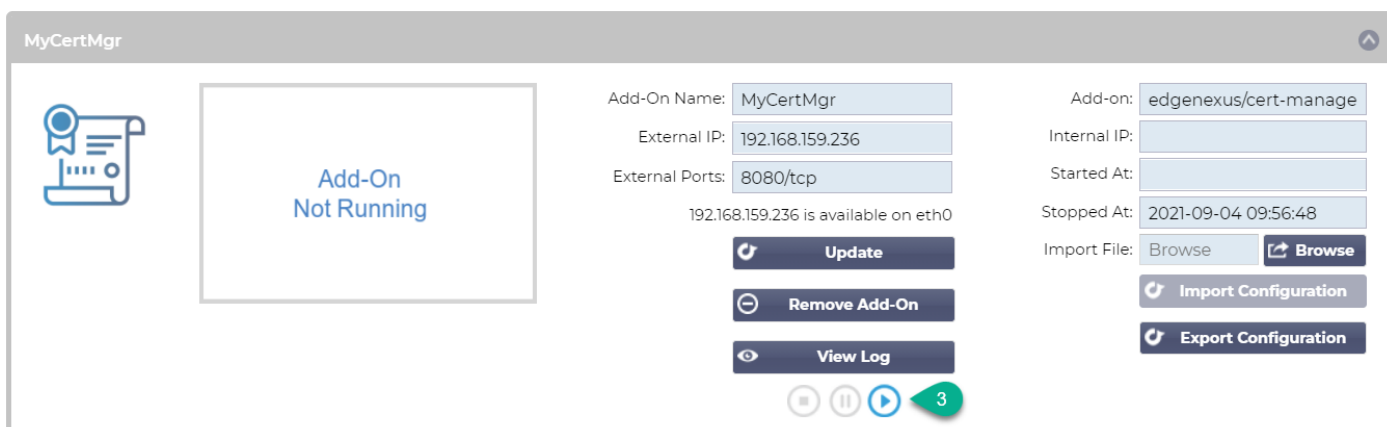 MyCertMgr
Add-On
Not Running
Add-On Name: MyCertMgr
External IP: 192.168.159.236
External Ports: 8080/tcp
192.168.159.236 is available on eth0
Update
Remove Add-On
View Log
3
Add-on: edgenexus/cert-manage
Internal IP:
Started At:
Stopped At: 2021-09-04 09:56:48
Import File: Browse Browse
Import Configuration
Export Configuration